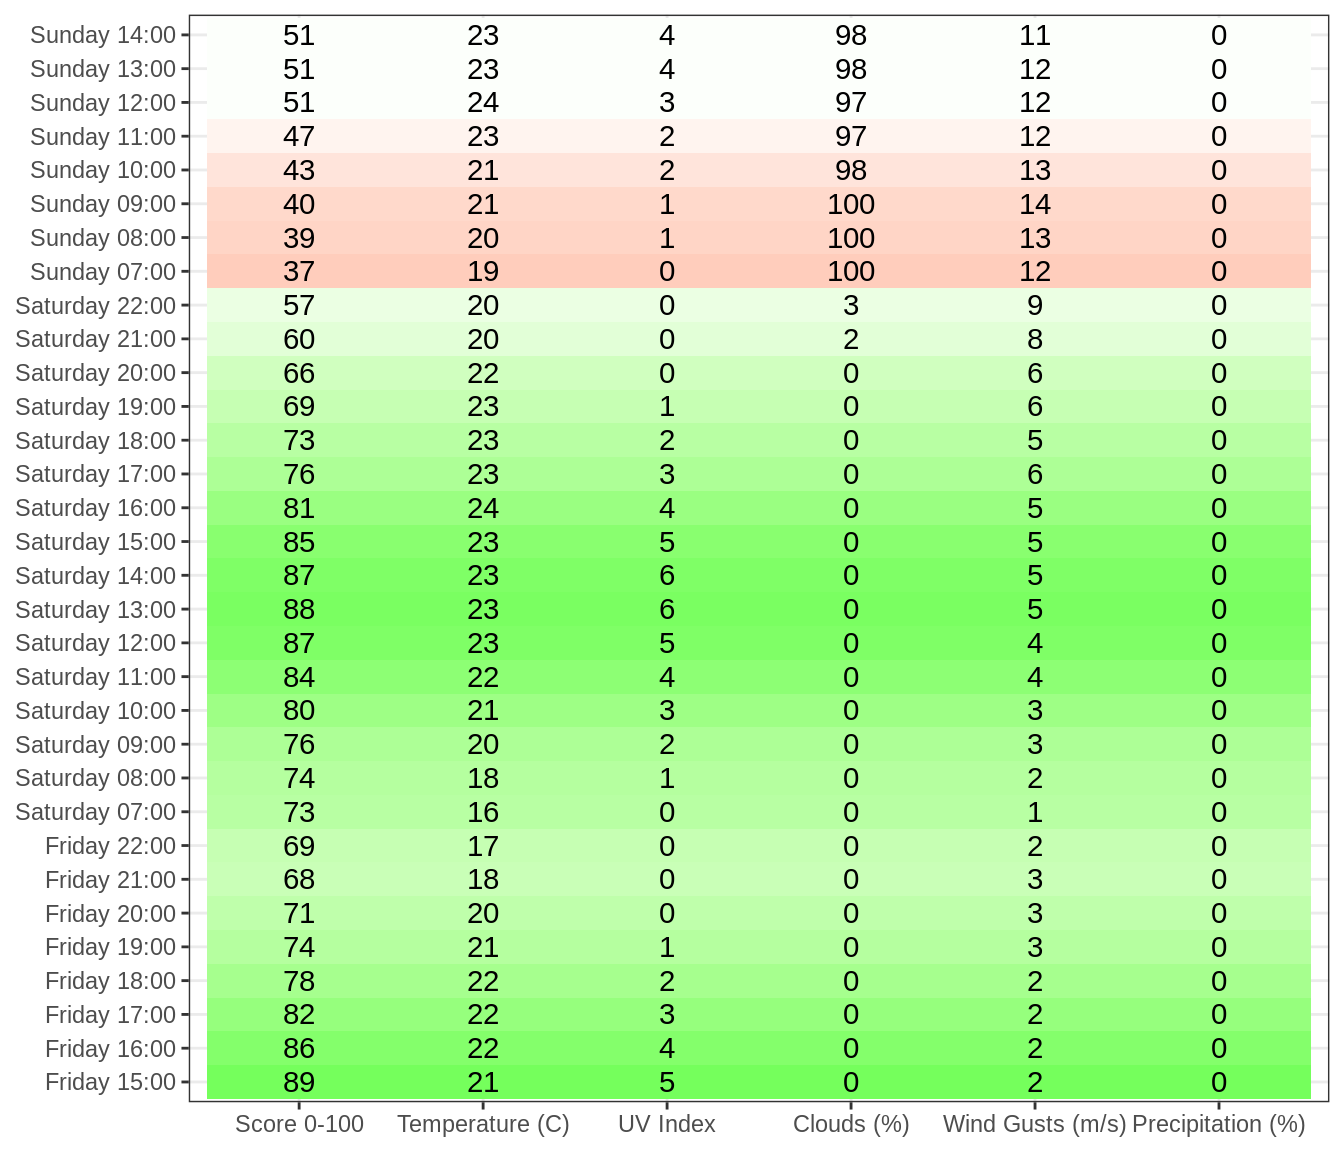 Sunday 14:00 51 23 4 98 11 0
Sunday 13:00 51 23 4 98 12 0
Sunday 12:00 51 24 3 97 12 0
Sunday 11:00 47 23 2 97 12 0
Sunday 10:00 43 21 2 98 13 0
Sunday 09:00 40 21 1 100 14 0
Sunday 08:00 39 20 1 100 13 0
Sunday 07:00 37 19 0 100 12 0
Saturday 22:00 57 20 0 3 9 0
Saturday 21:00 60 20 0 2 8 0
Saturday 20:00 66 22 0 0 6 0
Saturday 19:00 69 23 1 0 6 0
Saturday 18:00 73 23 2 0 5 0
Saturday 17:00 76 23 3 0 6 0
Saturday 16:00 81 24 4 0 5 0
Saturday 15:00 85 23 5 0 5 0
Saturday 14:00 87 23 6 0 5 0
Saturday 13:00 88 23 6 0 5 0
Saturday 12:00 87 23 5 0 4 0
Saturday 11:00 84 22 4 0 4 0
Saturday 10:00 80 21 3 0 3 0
Saturday 09:00 76 20 2 0 3 0
Saturday 08:00 74 18 1 0 2 0
Saturday 07:00 73 16 0 0 1 0
Friday 22:00 69 17 0 0 2 0
Friday 21:00 68 18 0 0 3 0
Friday 20:00 71 20 0 0 3 0
Friday 19:00 74 21 1 0 3 0
Friday 18:00 78 22 2 0 2 0
Friday 17:00 82 22 3 0 2 0
Friday 16:00 86 22 4 0 2 0
Friday 15:00 89 21 5 0 2 0
Score 0-100 Temperature (C) UV Index Clouds (%) Wind Gusts (m/s) Precipitation (%)